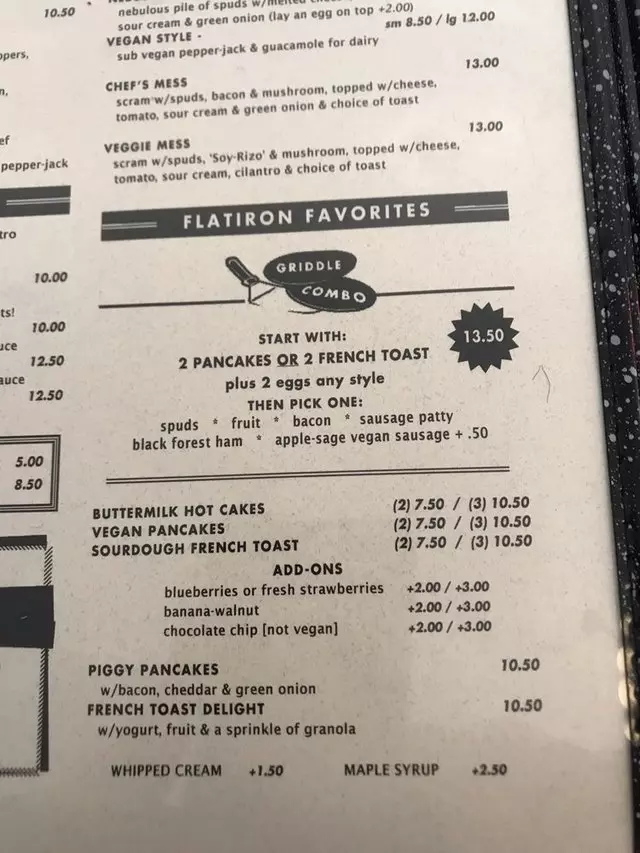 10.50
nebulous pile of spuds w/melted
sour cream & green onion (lay an egg on top +2.00)
sm 8.50 / lg 12.00
VEGAN STYLE -
sub vegan pepper-jack & guacamole for dairy
13.00
CHEF'S MESS
scram w/spuds, bacon & mushroom, topped w/cheese,
tomato, sour cream & green onion & choice of toast
13.00
VEGGIE MESS
scram w/spuds, 'Soy-Rizo' & mushroom, topped w/cheese,
tomato, sour cream, cilantro & choice of toast
pepper-jack
10.00
10.00
12.50
12.50
5.00
8.50
FLATIRON FAVORITES
GRIDDLE
COMBO
START WITH:
13.50
2 PANCAKES OR 2 FRENCH TOAST
plus 2 eggs any style
THEN PICK ONE:
spuds * fruit * bacon * sausage patty
black forest ham * apple-sage vegan sausage + .50
BUTTERMILK HOT CAKES (2) 7.50 / (3) 10.50
VEGAN PANCAKES (2) 7.50 / (3) 10.50
SOURDOUGH FRENCH TOAST (2) 7.50 / (3) 10.50
ADD-ONS
blueberries or fresh strawberries +2.00 / +3.00
banana-walnut +2.00 / +3.00
chocolate chip [not vegan] +2.00 / +3.00
PIGGY PANCAKES 10.50
w/bacon, cheddar & green onion
FRENCH TOAST DELIGHT 10.50
w/yogurt, fruit & a sprinkle of granola
WHIPPED CREAM +1.50 MAPLE SYRUP +2.50